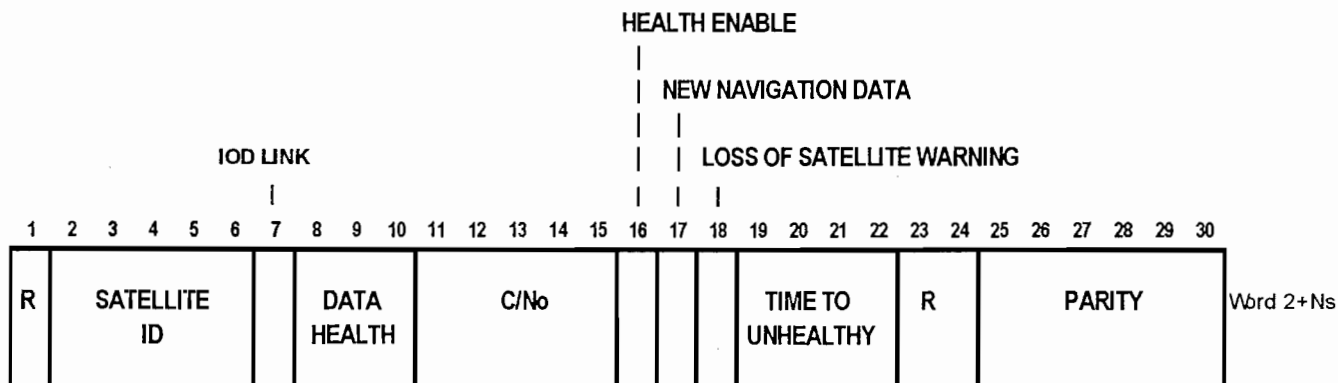 HEALTH ENABLE
NEW NAVIGATION DATA
IOD LINK
LOSS OF SATELLITE WARNING
1 2 3 4 5 6 7 8 9 10 11 12 13 14 15 16 17 18 19 20 21 22 23 24 25 26 27 28 29 30
R SATELLITE DATA C/No TIME TO R PARITY Word 2+Ns
ID HEALTH UNHEALTHY